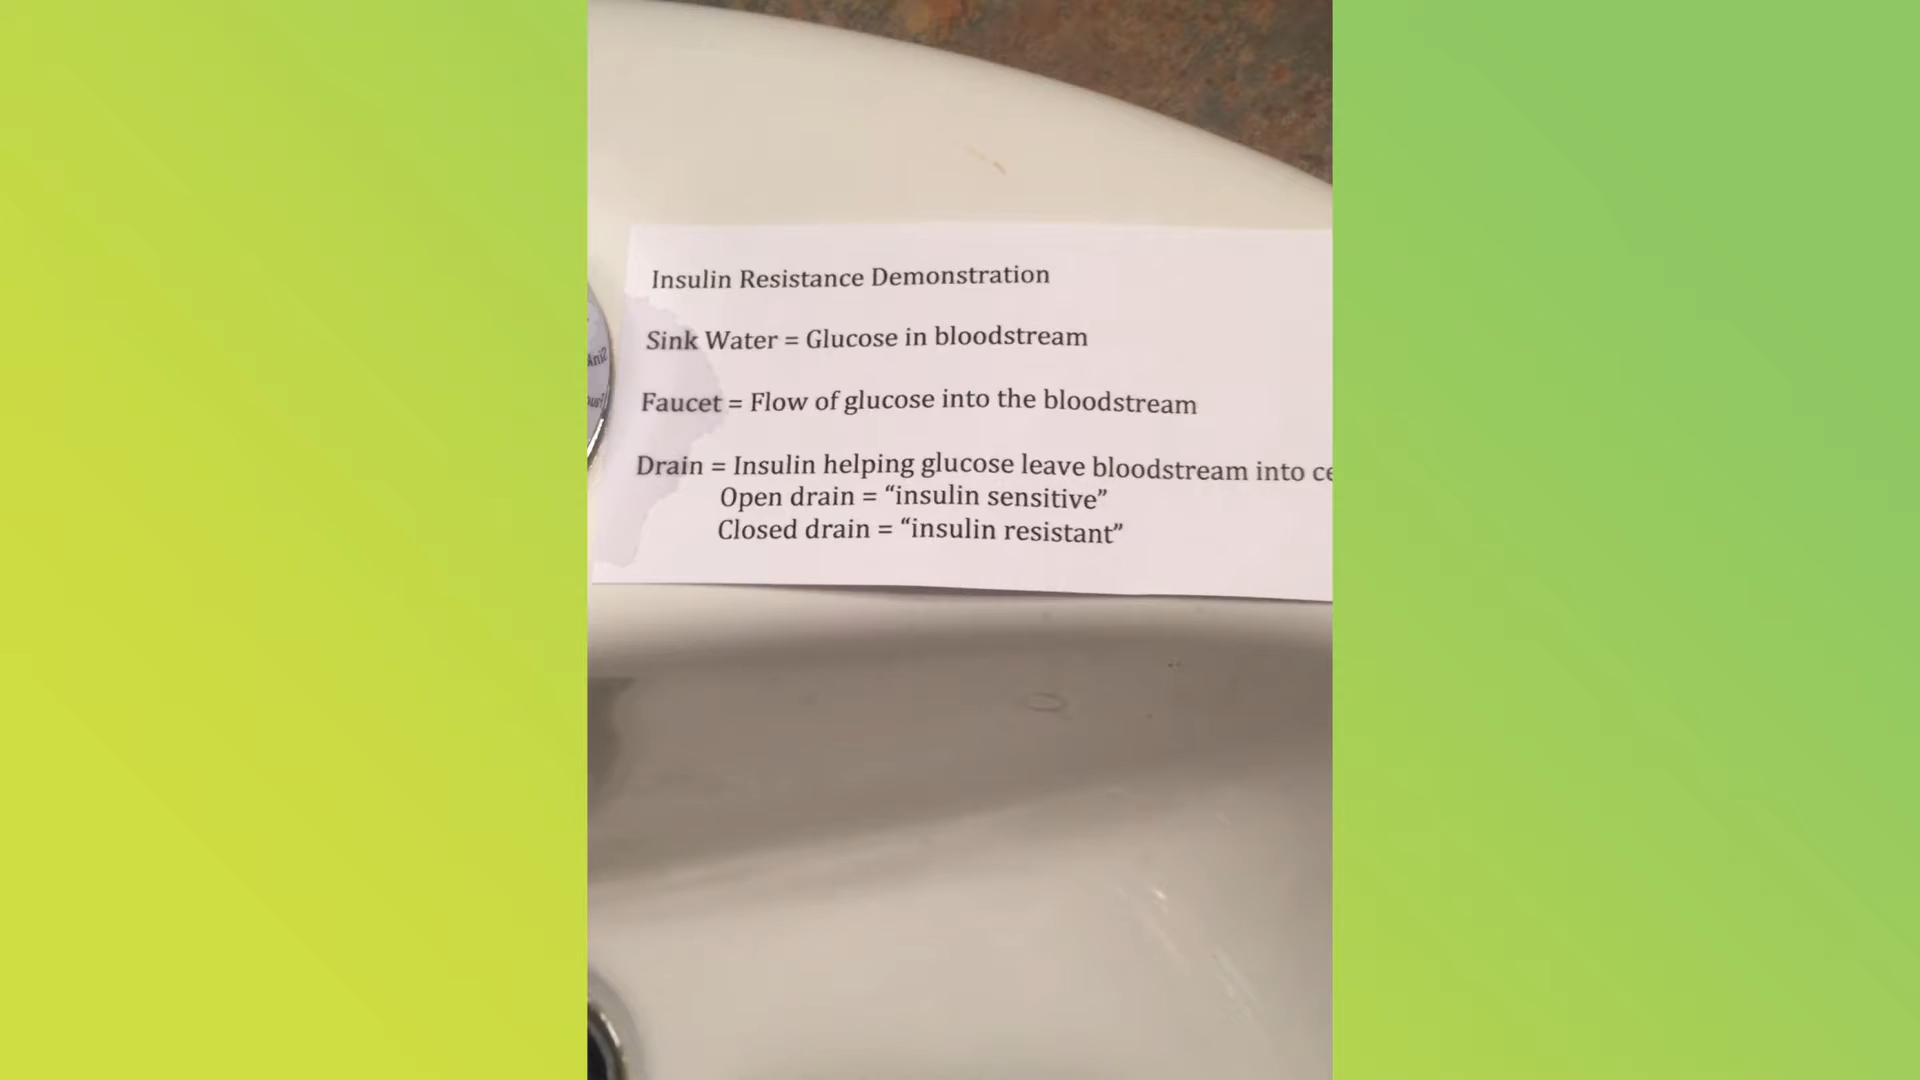 Insulin Resistance Demonstration
Sink Water = Glucose in bloodstream
Faucet = Flow of glucose into the bloodstream
Drain = Insulin helping glucose leave bloodstream into
Open drain = “insulin sensitive”
Closed drain = “insulin resistant”